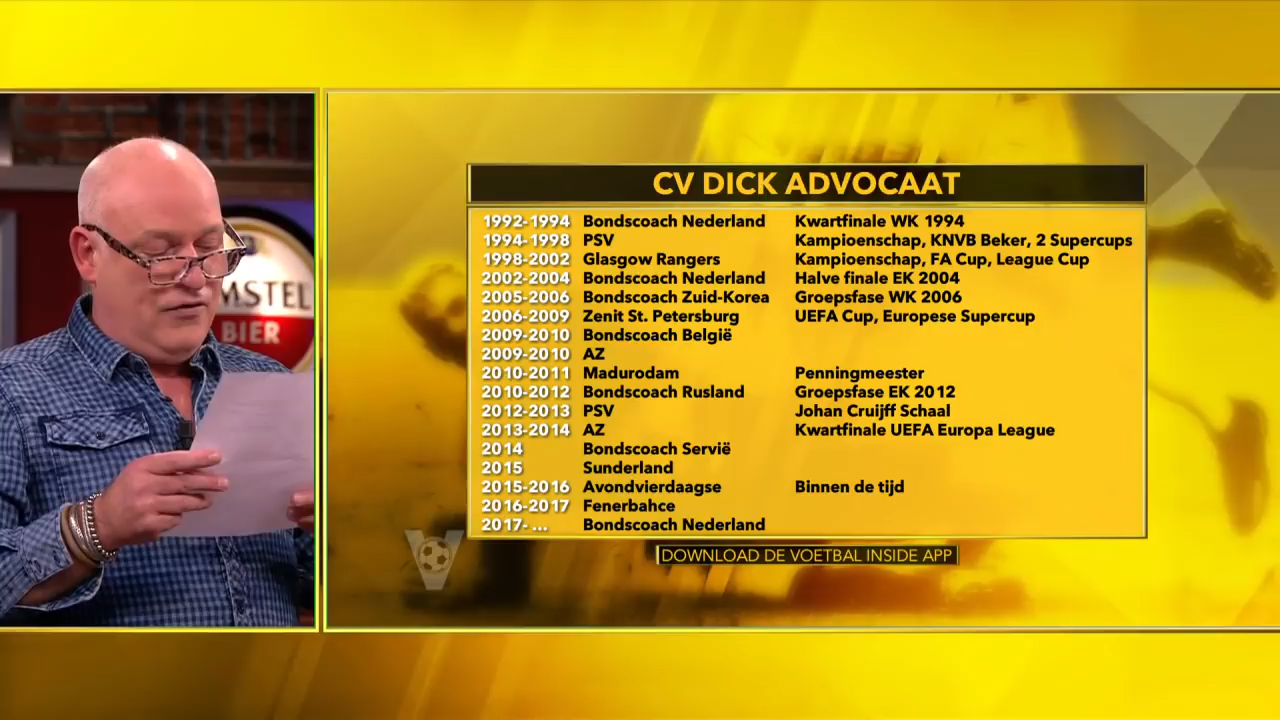 MSTEL
BIER
CV DICK ADVOCAAT
1992-1994 Bondscoach Nederland Kwartfinale WK 1994
1994-1998 PSV Kampioenschap, KNVB Beker, 2 Supercups
1998-2002 Glasgow Rangers Kampioenschap, FA Cup, League Cup
2002-2004 Bondscoach Nederland Halve finale EK 2004
2005-2006 Bondscoach Zuid-Korea Groepsfase WK 2006
2006-2009 Zenit St. Petersburg UEFA Cup, Europese Supercup
2009-2010 Bondscoach België
2009-2010 AZ
2010-2011 Madurodam Penningmeester
2010-2012 Bondscoach Rusland Groepsfase EK 2012
2012-2013 PSV Johan Cruijff Schaal
2013-2014 AZ Kwartfinale UEFA Europa League
2014 Bondscoach Servië
2015 Sunderland
2015-2016 Avondvierdaagse Binnen de tijd
2016-2017 Fenerbahce
2017- ... Bondscoach Nederland
DOWNLOAD DE VOETBAL INSIDE APP